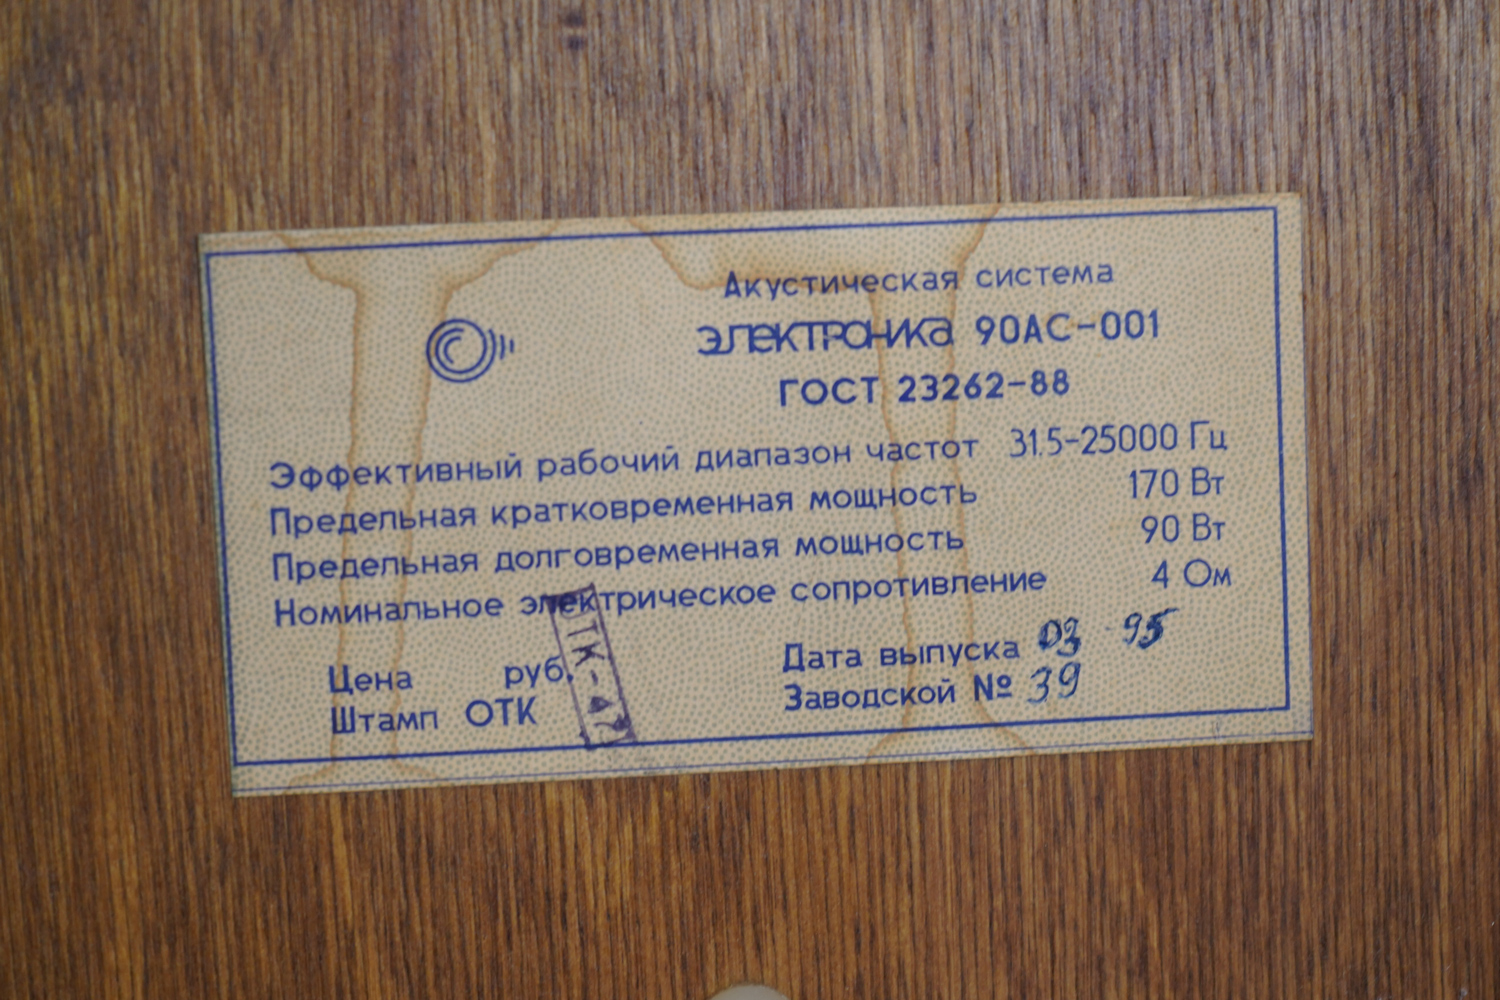 Акустическая система
ЭЛЕКТРОНИКА 90АС-001
ГОСТ 23262-88
Эффективный рабочий диапазон частот 31.5-25000 Гц
Предельная кратковременная мощность 170 Вт
Предельная долговременная мощность 90 Вт
Номинальное электрическое сопротивление 4 Ом
Цена руб. Дата выпуска 03 95
Штамп ОТК Заводской № 39
ОТК-47